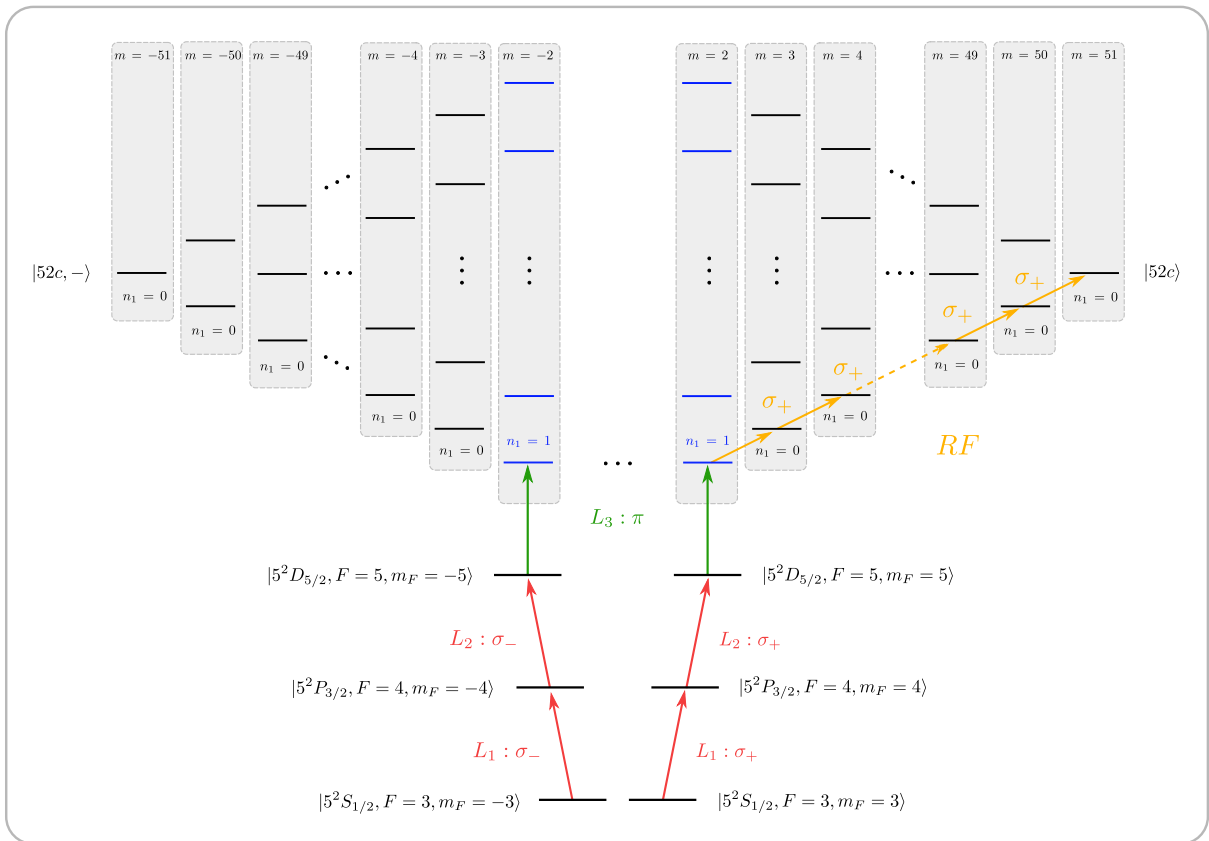 m = −51 m = −50 m = −49 m = −4 m = −3 m = −2 m = 2 m = 3 m = 4 m = 49 m = 50 m = 51
|52c, −⟩ n₁ = 0 n₁ = 0 n₁ = 0 n₁ = 0 n₁ = 0 n₁ = 1
n₁ = 1 n₁ = 0 n₁ = 0 n₁ = 0 n₁ = 0 n₁ = 0 |52c⟩
σ₊ σ₊ σ₊ σ₊
RF
L₃ : π
|5²D₅/₂, F = 5, m_F = −5⟩ |5²D₅/₂, F = 5, m_F = 5⟩
L₂ : σ₋ L₂ : σ₊
|5²P₃/₂, F = 4, m_F = −4⟩ |5²P₃/₂, F = 4, m_F = 4⟩
L₁ : σ₋ L₁ : σ₊
|5²S₁/₂, F = 3, m_F = −3⟩ |5²S₁/₂, F = 3, m_F = 3⟩